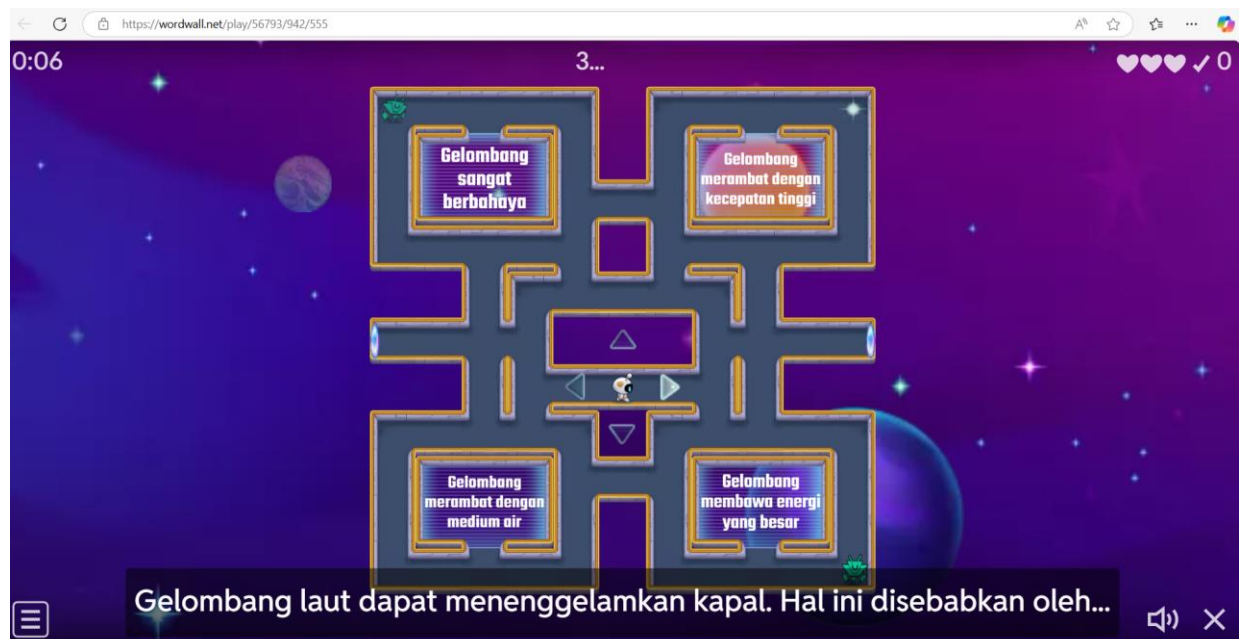 https://wordwall.net/play/56793/942/555
0:06
3...
0
Gelombang
sangat
berbahaya
Gelombang
merambat dengan
kecepatan tinggi
Gelombang
merambat dengan
medium air
Gelombang
membawa energi
yang besar
Gelombang laut dapat menenggelamkan kapal. Hal ini disebabkan oleh...